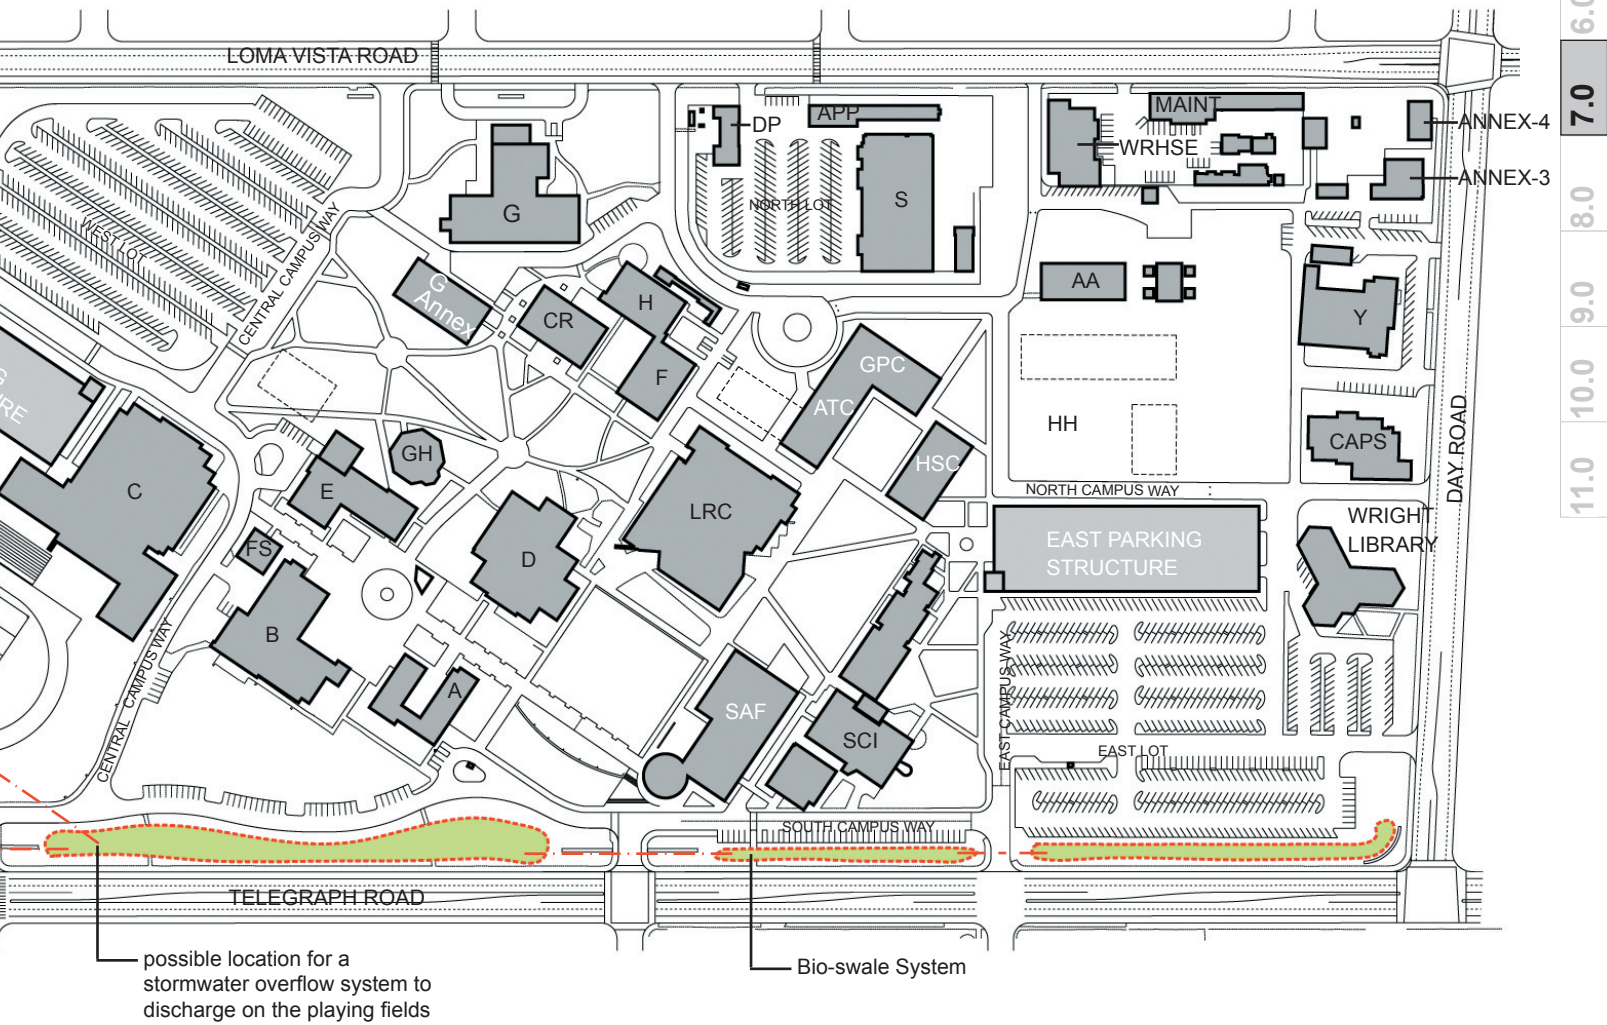 6.0
LOMA VISTA ROAD
7.0
MAINT
APP
DP
ANNEX-4
WRHSE
ANNEX-3
8.0
NORTH LOT
S
G
WEST LOT
CENTRAL CAMPUS WAY
G
Annex
AA
9.0
H
CR
Y
GPC
F
10.0
ATC
G
RE
HH
DAY ROAD
CAPS
GH
HSC
11.0
C
E
NORTH CAMPUS WAY
LRC
WRIGHT
LIBRARY
EAST PARKING
STRUCTURE
FS
D
B
CENTRAL CAMPUS WAY
EAST CAMPUS WAY
A
SAF
SCI
EAST LOT
SOUTH CAMPUS WAY
TELEGRAPH ROAD
possible location for a
stormwater overflow system to
discharge on the playing fields
Bio-swale System